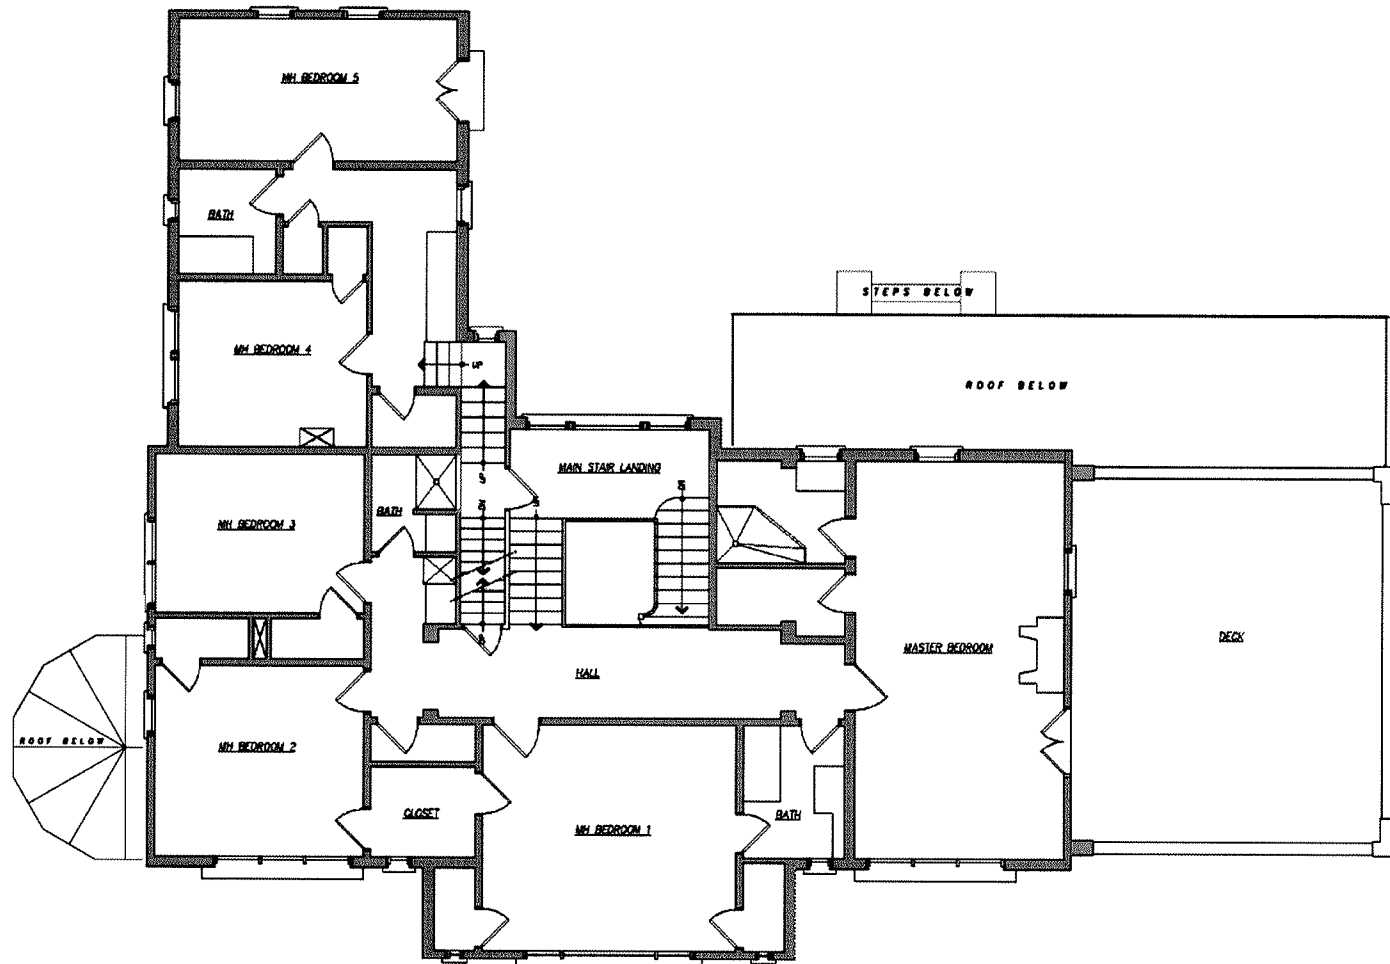 MH BEDROOM 5
BATH
STEPS BELOW
MH BEDROOM 4
UP
ROOF BELOW
MAIN STAIR LANDING
MH BEDROOM 3
BATH
HALL
MASTER BEDROOM
DECK
ROOF BELOW
MH BEDROOM 2
CLOSET
MH BEDROOM 1
BATH